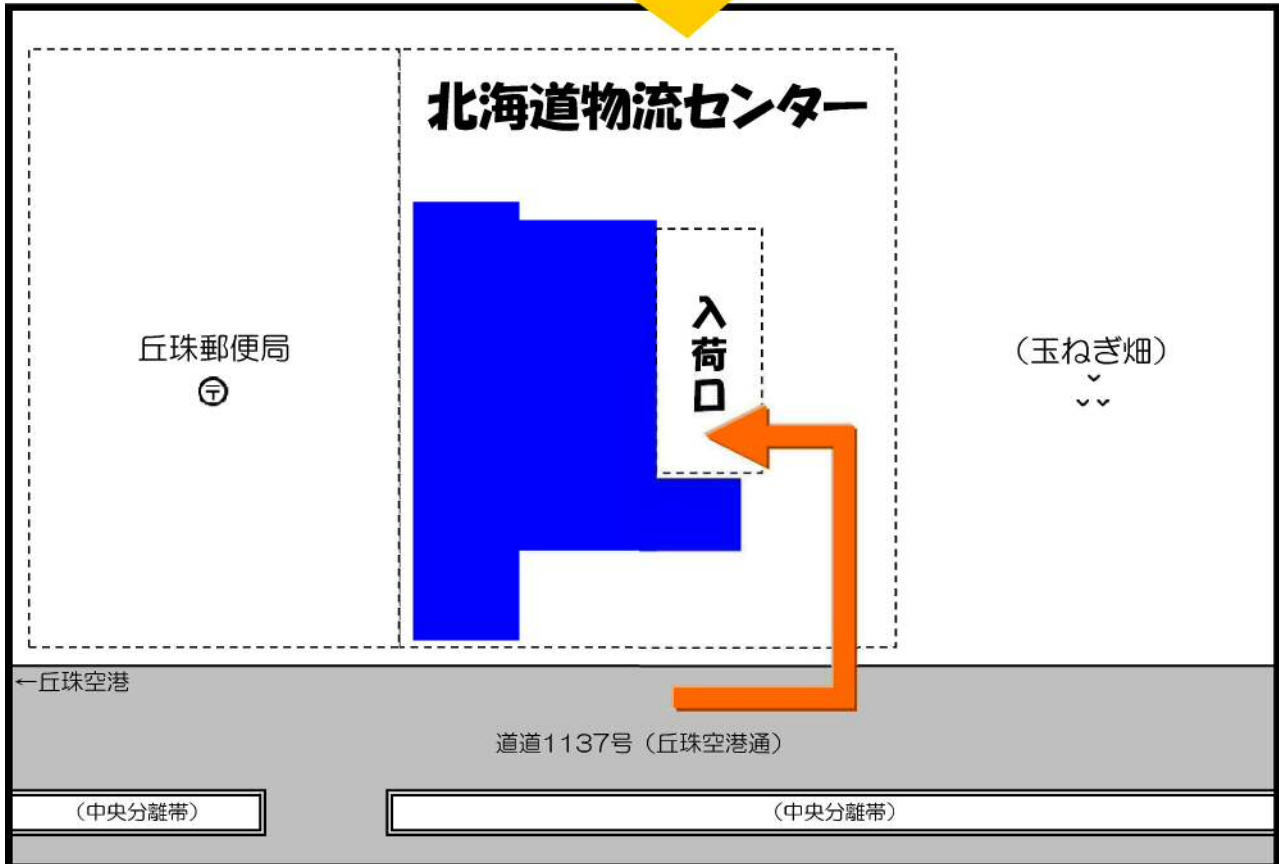 北海道物流センター
丘珠郵便局
〒
入荷口
(玉ねぎ畑)
←丘珠空港
道道1137号(丘珠空港通)
(中央分離帯)
(中央分離帯)